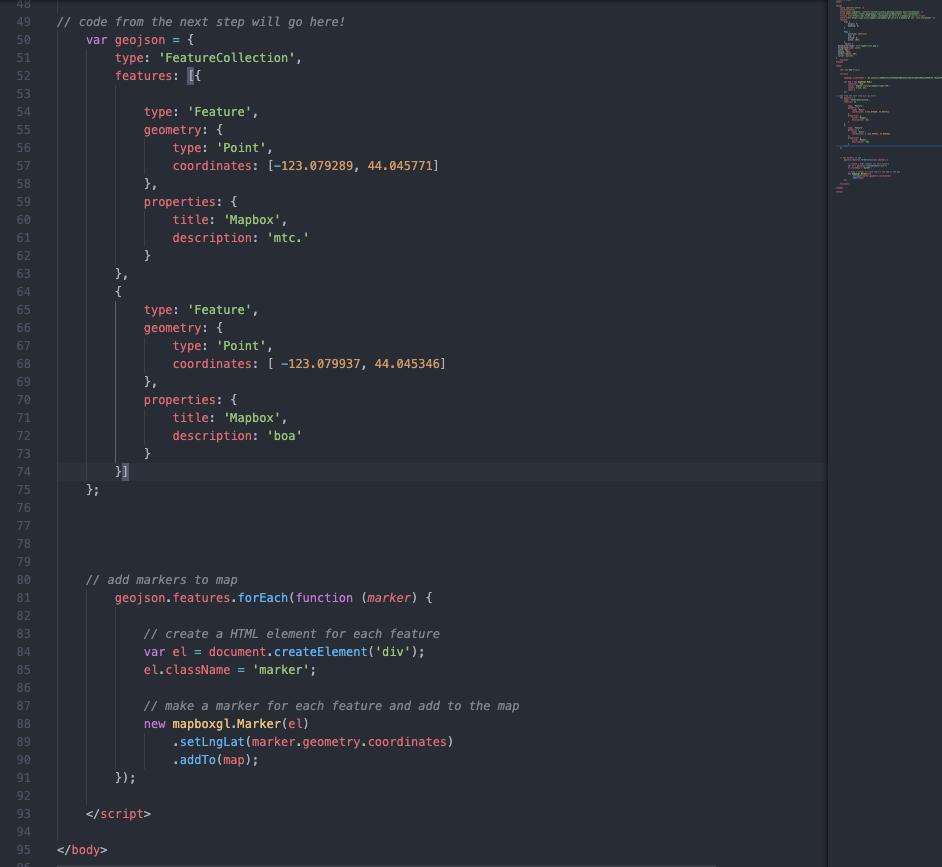 48
49 // code from the next step will go here!
50 var geojson = {
51 type: 'FeatureCollection',
52 features: [{
53
54 type: 'Feature',
55 geometry: {
56 type: 'Point',
57 coordinates: [-123.079289, 44.045771]
58 },
59 properties: {
60 title: 'Mapbox',
61 description: 'mtc.'
62 }
63 },
64 {
65 type: 'Feature',
66 geometry: {
67 type: 'Point',
68 coordinates: [ -123.079937, 44.045346]
69 },
70 properties: {
71 title: 'Mapbox',
72 description: 'boa'
73 }
74 }]
75 };
76
77
78
79
80 // add markers to map
81 geojson.features.forEach(function (marker) {
82
83 // create a HTML element for each feature
84 var el = document.createElement('div');
85 el.className = 'marker';
86
87 // make a marker for each feature and add to the map
88 new mapboxgl.Marker(el)
89 .setLngLat(marker.geometry.coordinates)
90 .addTo(map);
91 });
92
93 </script>
94
95 </body>
96